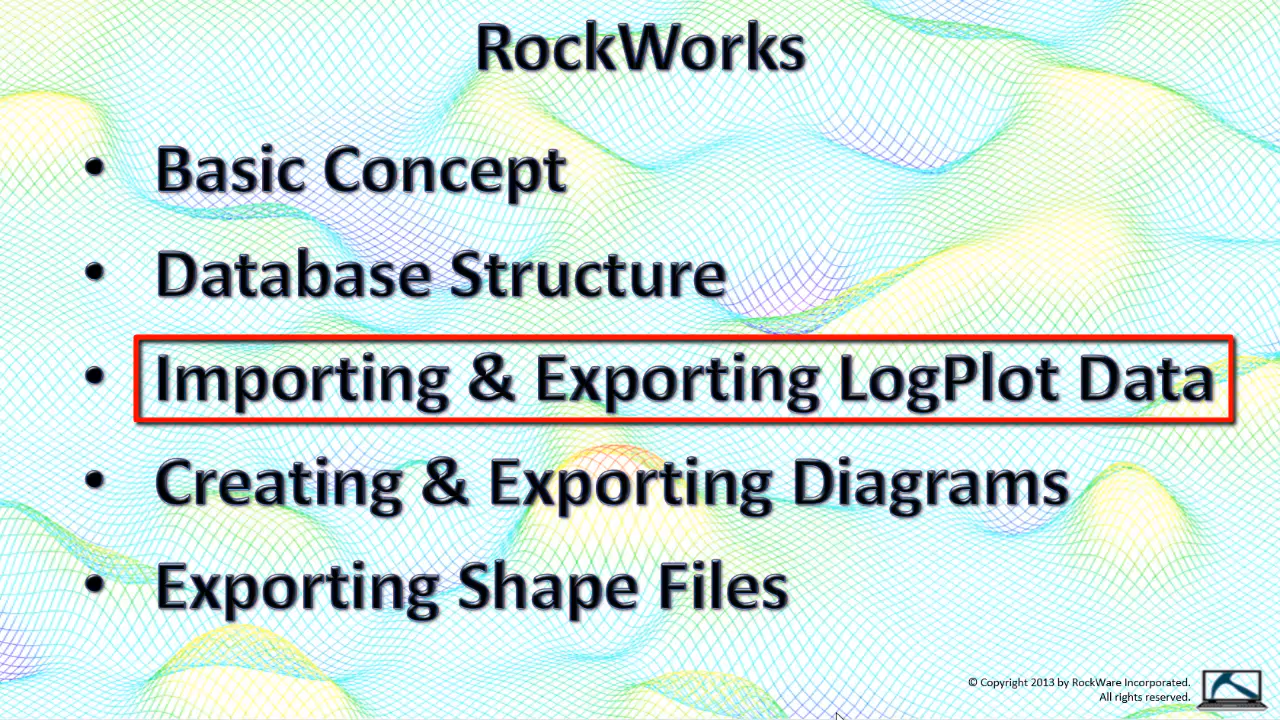 RockWorks
• Basic Concept
• Database Structure
• Importing & Exporting LogPlot Data
• Creating & Exporting Diagrams
• Exporting Shape Files
© Copyright 2013 by RockWare Incorporated.
All rights reserved.